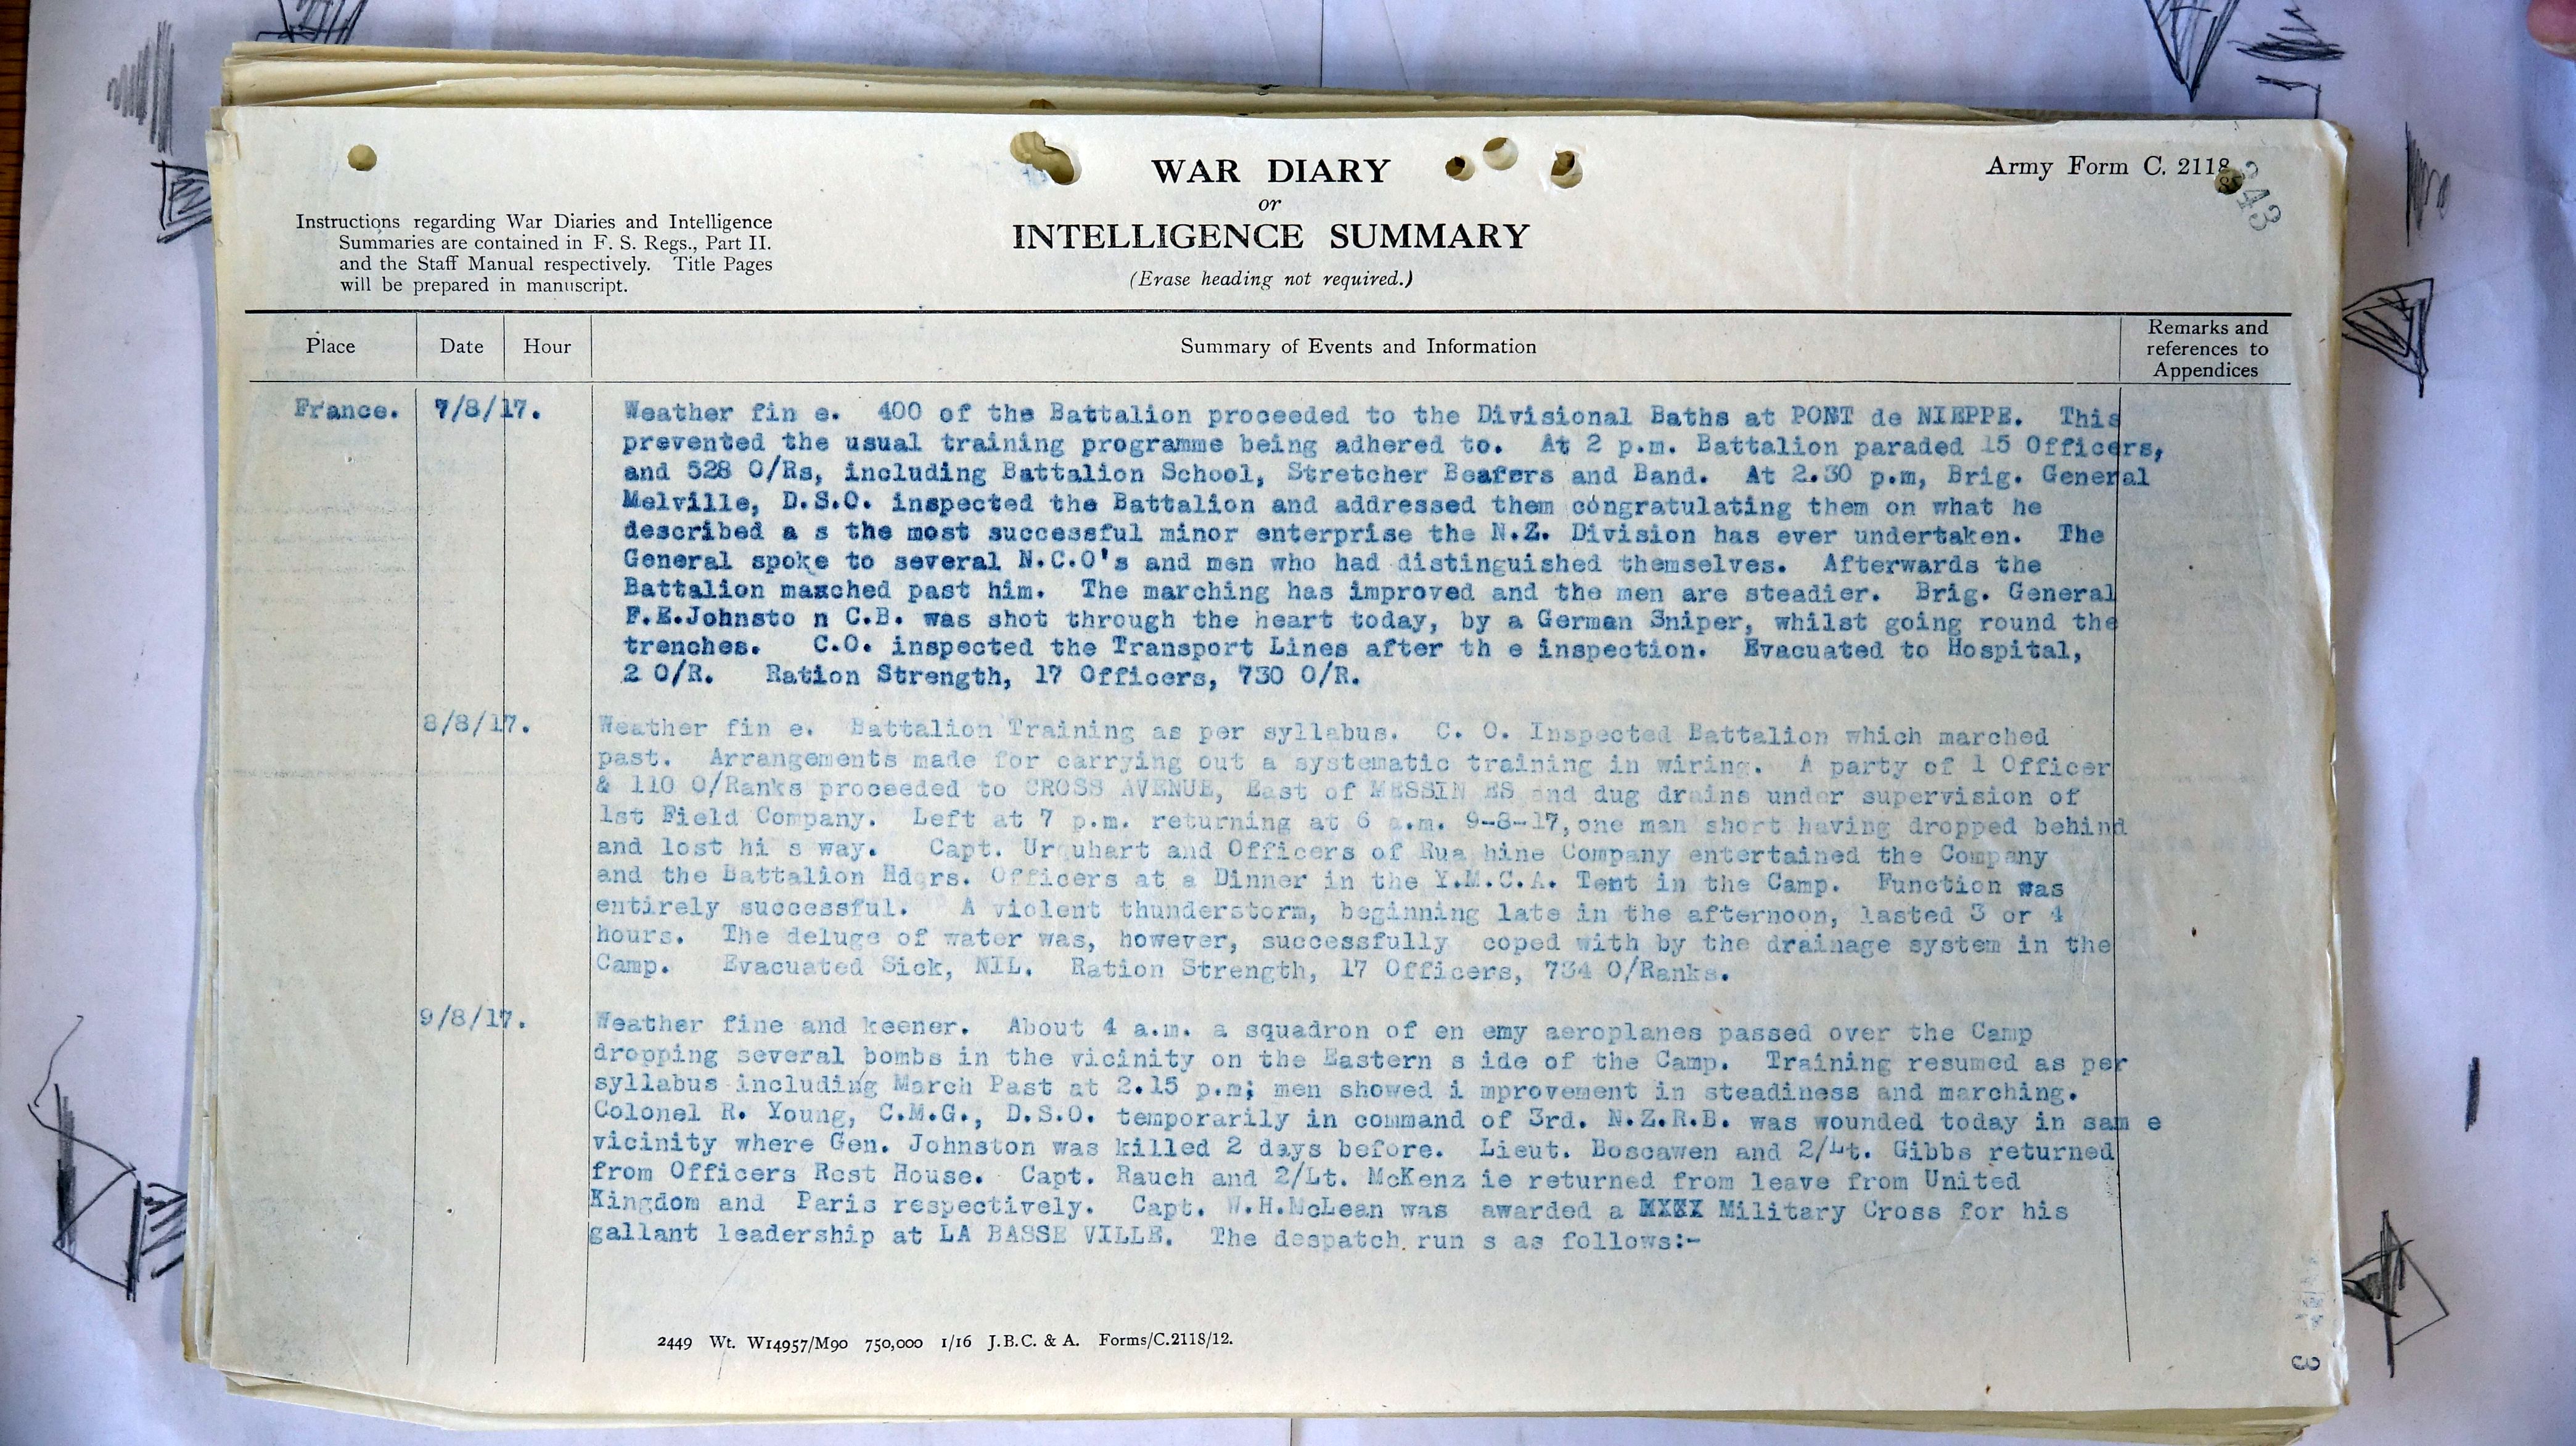 WAR DIARY
or
INTELLIGENCE SUMMARY
(Erase heading not required.)
Army Form C. 2118
85
343
Instructions regarding War Diaries and Intelligence
Summaries are contained in F. S. Regs., Part II.
and the Staff Manual respectively. Title Pages
will be prepared in manuscript.
Place Date Hour Summary of Events and Information Remarks and
references to
Appendices
France. 7/8/17. Weather fin e. 400 of the Battalion proceeded to the Divisional Baths at PONT de NIEPPE. This
prevented the usual training programme being adhered to. At 2 p.m. Battalion paraded 15 Officers,
and 528 O/Rs, including Battalion School, Stretcher Beafers and Band. At 2.30 p.m, Brig. General
Melville, D.S.O. inspected the Battalion and addressed them congratulating them on what he
described a s the most successful minor enterprise the N.Z. Division has ever undertaken. The
General spoke to several N.C.O's and men who had distinguished themselves. Afterwards the
Battalion maxched past him. The marching has improved and the men are steadier. Brig. General
F.E.Johnsto n C.B. was shot through the heart today, by a German Sniper, whilst going round the
trenches. C.O. inspected the Transport Lines after th e inspection. Evacuated to Hospital,
2 O/R. Ration Strength, 17 Officers, 730 O/R.
8/8/17. Weather fin e. Battalion Training as per syllabus. C. O. Inspected Battalion which marched
past. Arrangements made for carrying out a systematic training in wiring. A party of 1 Officer
& 110 O/Ranks proceeded to CROSS AVENUE, East of MESSIN ES and dug drains under supervision of
1st Field Company. Left at 7 p.m. returning at 6 a.m. 9-8-17, one man short having dropped behind
and lost hi s way. Capt. Urquhart and Officers of Rua hine Company entertained the Company
and the Battalion Hdqrs. Officers at a Dinner in the Y.M.C.A. Tent in the Camp. Function was
entirely successful. A violent thunderstorm, beginning late in the afternoon, lasted 3 or 4
hours. The deluge of water was, however, successfully coped with by the drainage system in the
Camp. Evacuated Sick, NIL. Ration Strength, 17 Officers, 734 O/Ranks.
9/8/17. Weather fine and keener. About 4 a.m. a squadron of en emy aeroplanes passed over the Camp
dropping several bombs in the vicinity on the Eastern s ide of the Camp. Training resumed as per
syllabus including March Past at 2.15 p.m; men showed i mprovement in steadiness and marching.
Colonel R. Young, C.M.G., D.S.O. temporarily in command of 3rd. N.Z.R.B. was wounded today in sam e
vicinity where Gen. Johnston was killed 2 days before. Lieut. Boscawen and 2/Lt. Gibbs returned
from Officers Rest House. Capt. Rauch and 2/Lt. McKenz ie returned from leave from United
Kingdom and Paris respectively. Capt. W.H.McLean was awarded a MXXX Military Cross for his
gallant leadership at LA BASSE VILLE. The despatch run s as follows:-
2449 Wt. W14957/M90 750,000 1/16 J.B.C. & A. Forms/C.2118/12.
3